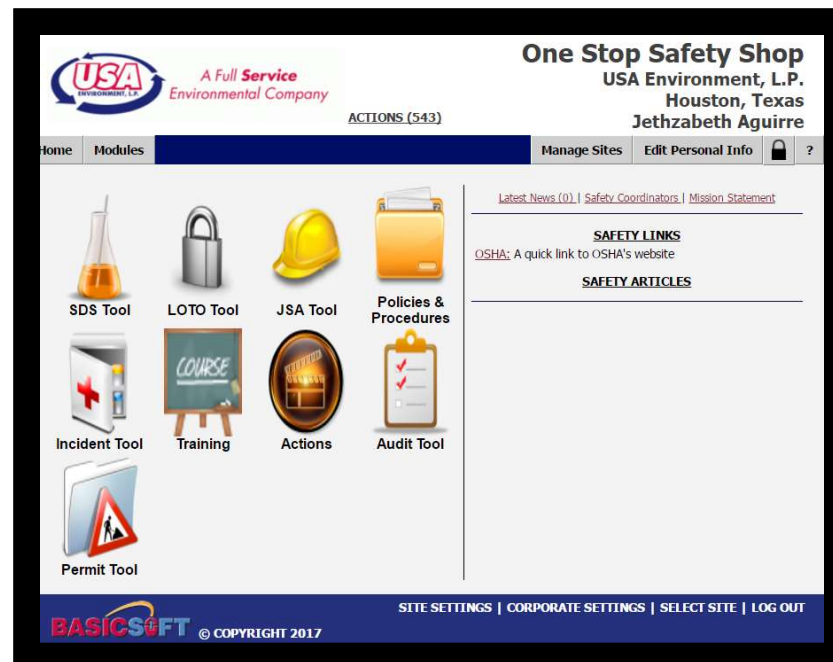 USA
ENVIRONMENT, L.P.
A Full Service
Environmental Company
ACTIONS (543)
One Stop Safety Shop
USA Environment, L.P.
Houston, Texas
Jethzabeth Aguirre
Home Modules Manage Sites Edit Personal Info ?
Latest News (0) | Safety Coordinators | Mission Statement
SAFETY LINKS
OSHA: A quick link to OSHA's website
SAFETY ARTICLES
SDS Tool LOTO Tool JSA Tool Policies &
Procedures
COURSE
Incident Tool Training Actions Audit Tool
Permit Tool
SITE SETTINGS | CORPORATE SETTINGS | SELECT SITE | LOG OUT
BASICSOFT © COPYRIGHT 2017